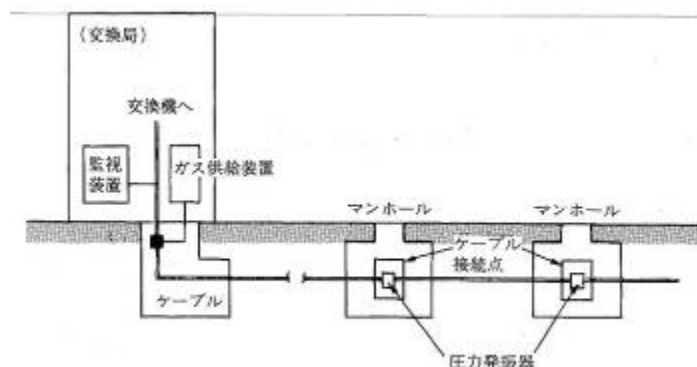 (交換局)
交換機へ
監視
装置
ガス供給装置
マンホール
マンホール
ケーブル
接続点
ケーブル
圧力発振器